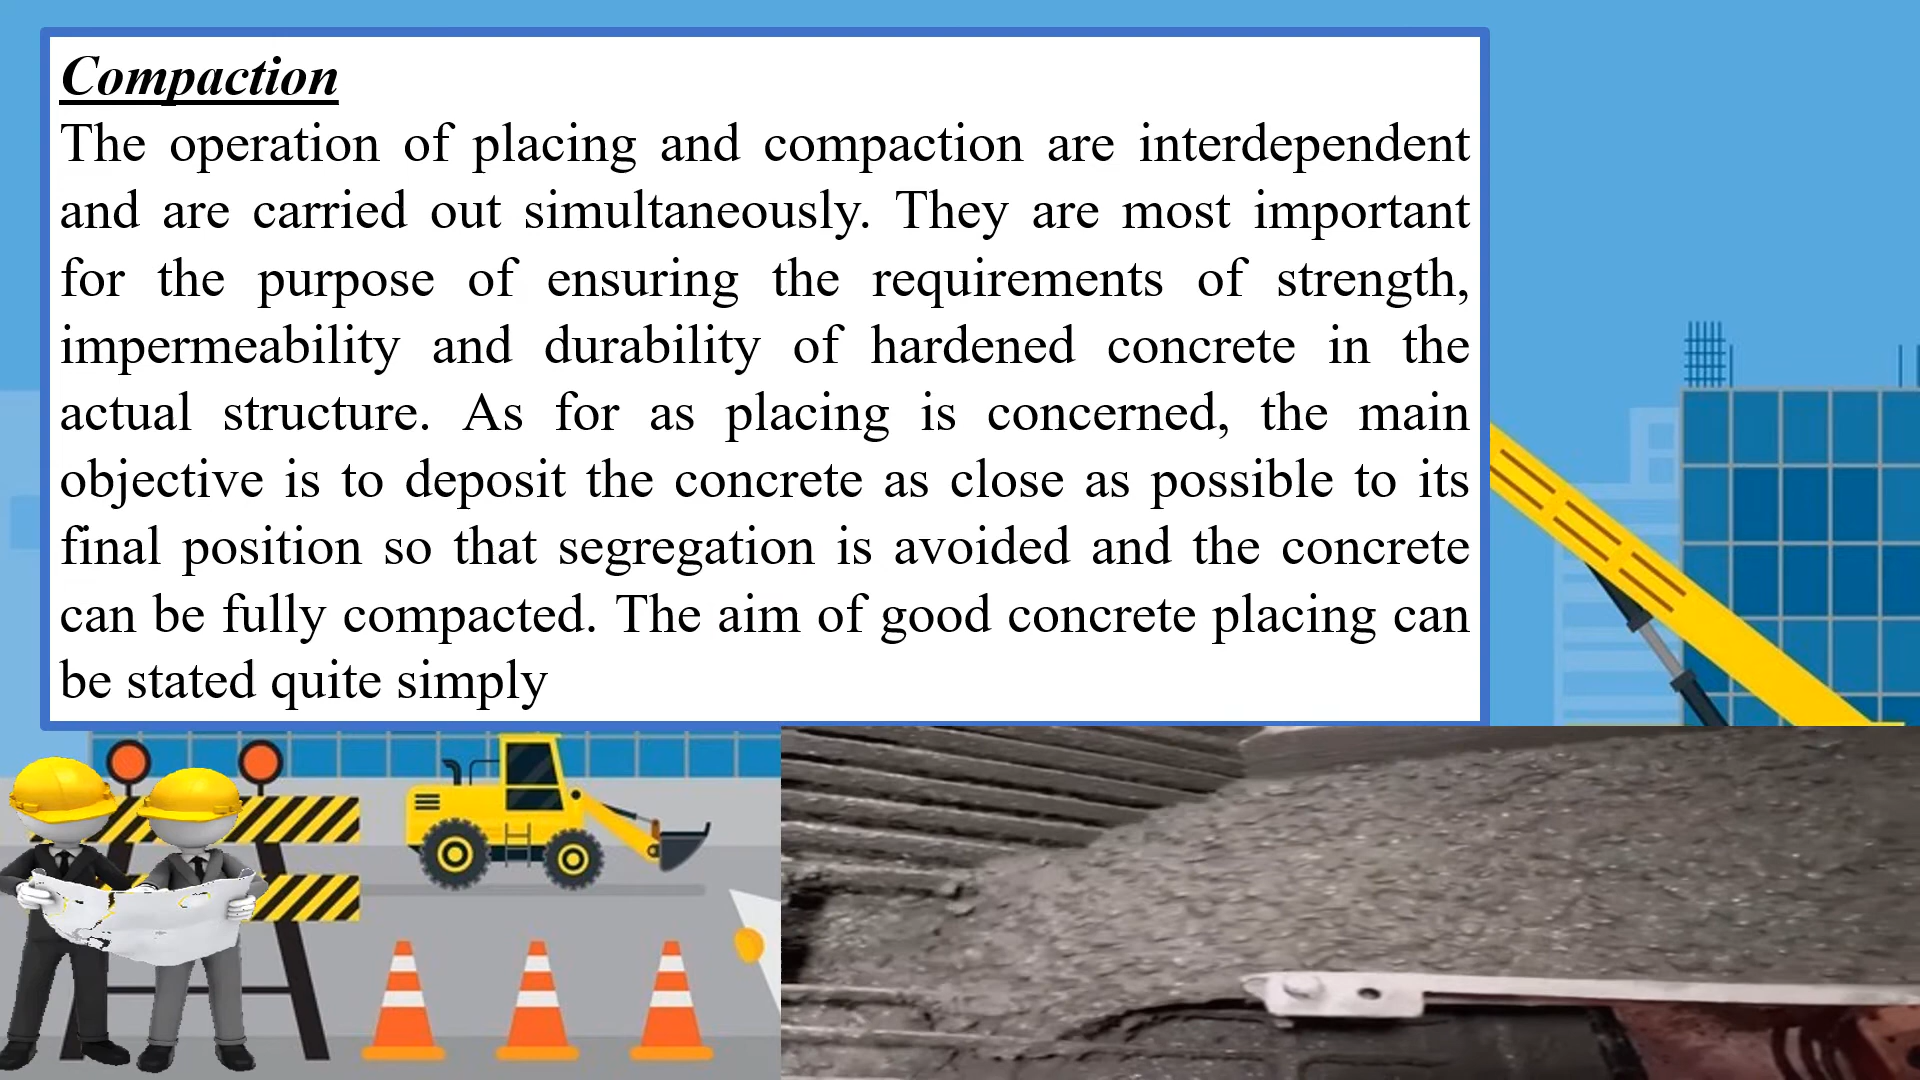 Compaction
The operation of placing and compaction are interdependent
and are carried out simultaneously. They are most important
for the purpose of ensuring the requirements of strength,
impermeability and durability of hardened concrete in the
actual structure. As for as placing is concerned, the main
objective is to deposit the concrete as close as possible to its
final position so that segregation is avoided and the concrete
can be fully compacted. The aim of good concrete placing can
be stated quite simply